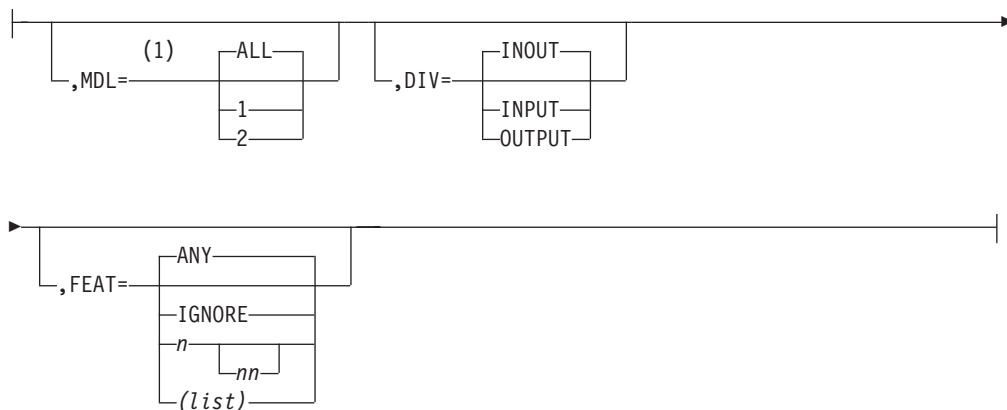 (1) ALL INOUT
,MDL= ,DIV=
1 INPUT
2 OUTPUT
ANY
,FEAT=
IGNORE
n
nn
(list)